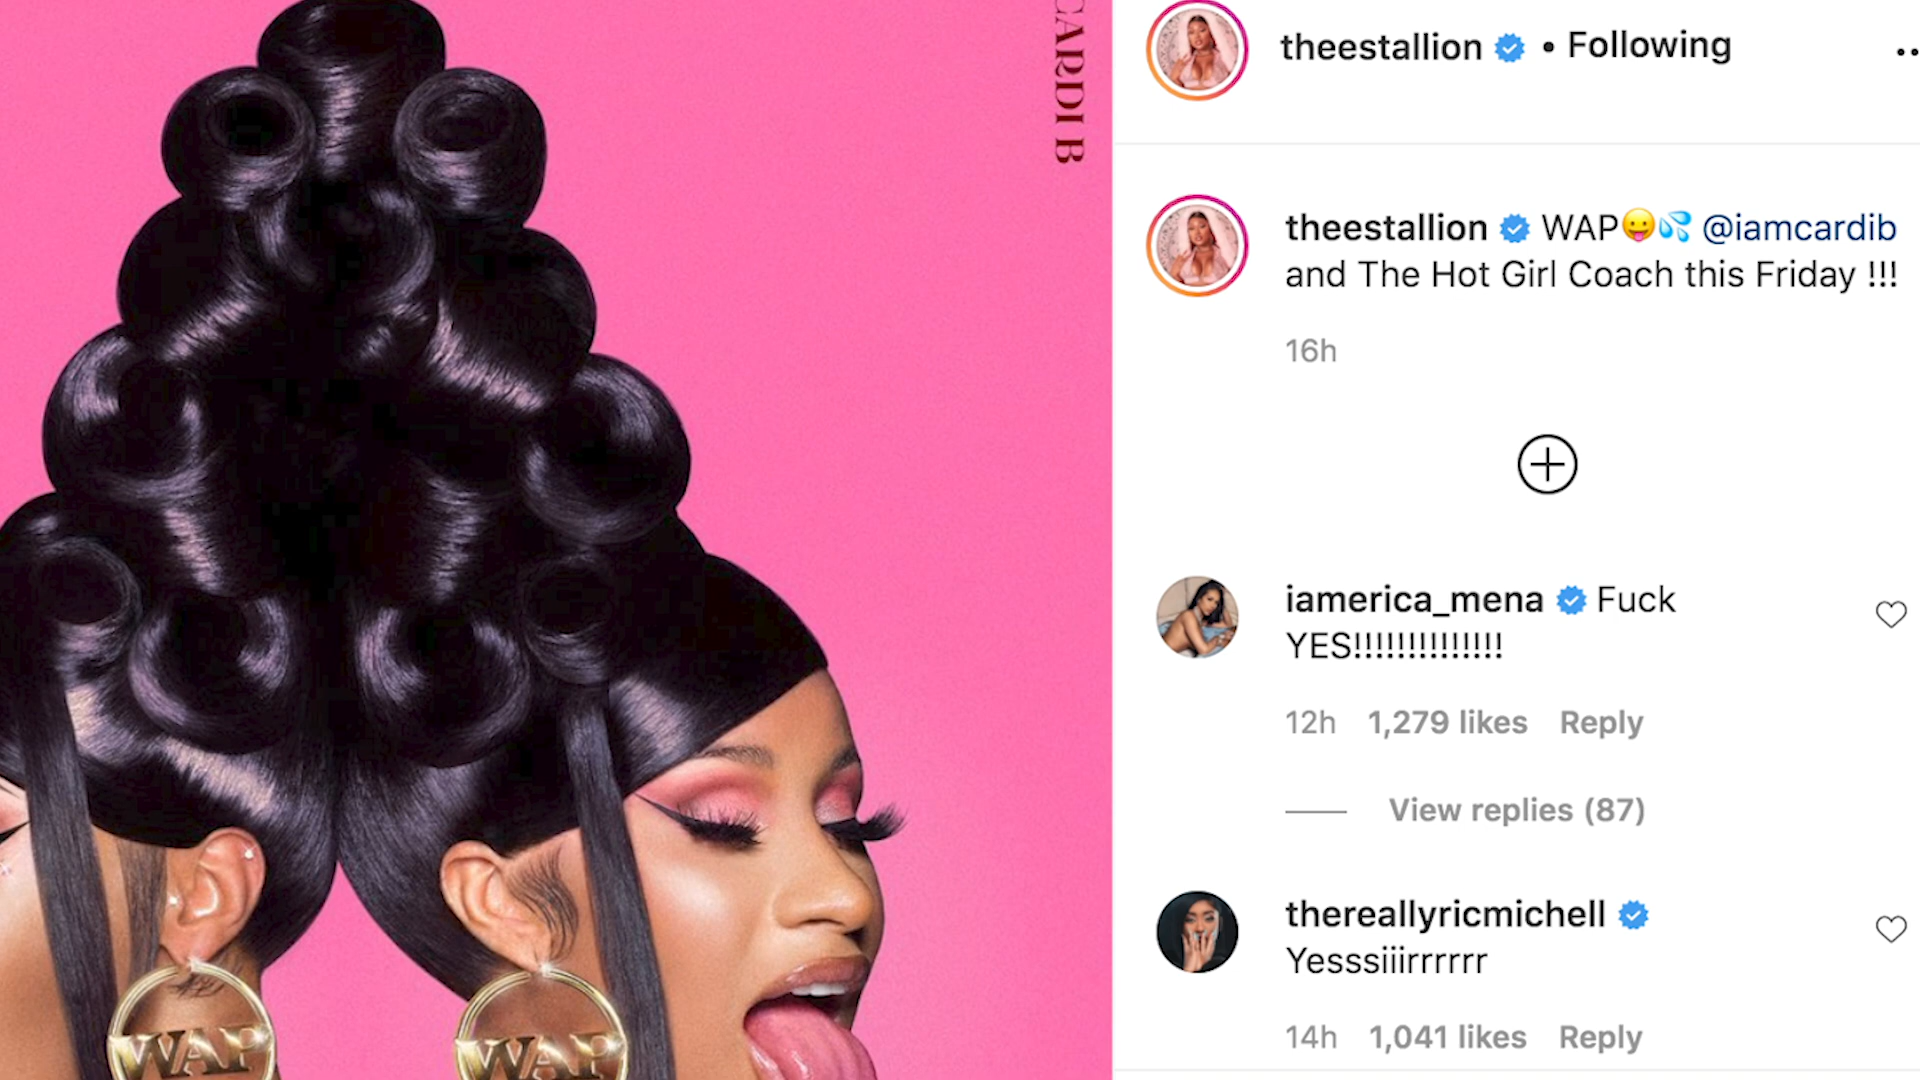 CARDI B
WAP
WAP
theestallion • Following
theestallion WAP😛💦 @iamcardib
and The Hot Girl Coach this Friday !!!
16h
iamerica_mena Fuck
YES!!!!!!!!!!!!!!
12h 1,279 likes Reply
View replies (87)
thereallyricmichell
Yesssiiirrrrrr
14h 1,041 likes Reply